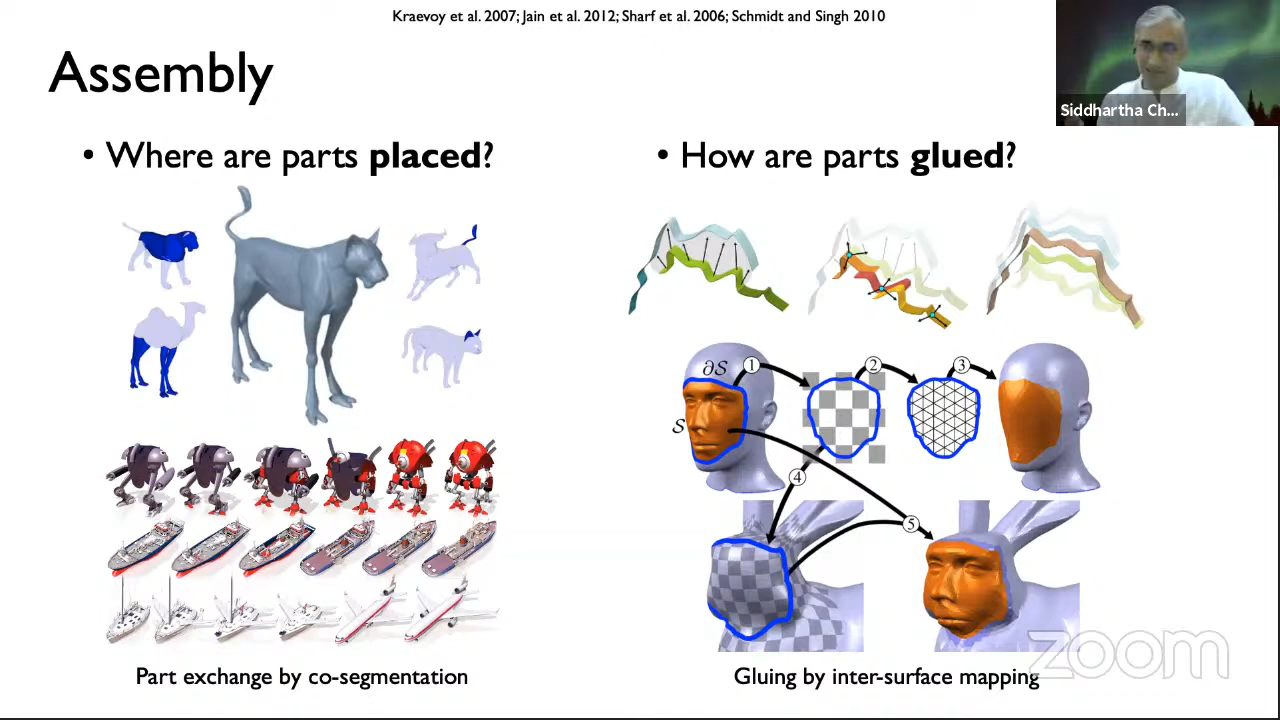 Kraevoy et al. 2007; Jain et al. 2012; Sharf et al. 2006; Schmidt and Singh 2010
Assembly
Siddhartha Ch...
• Where are parts placed?
• How are parts glued?
∂S
1
2
3
S
4
5
Part exchange by co-segmentation
Gluing by inter-surface mapping
zoom